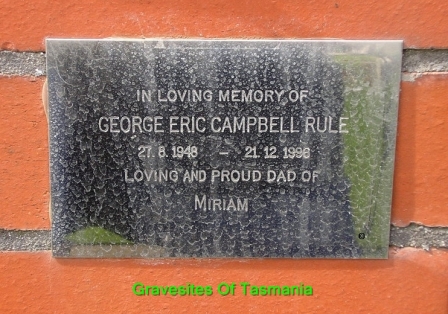 IN LOVING MEMORY OF
GEORGE ERIC CAMPBELL RULE
27. 8. 1948 - 21. 12. 1996
LOVING AND PROUD DAD OF
MIRIAM
Gravesites Of Tasmania